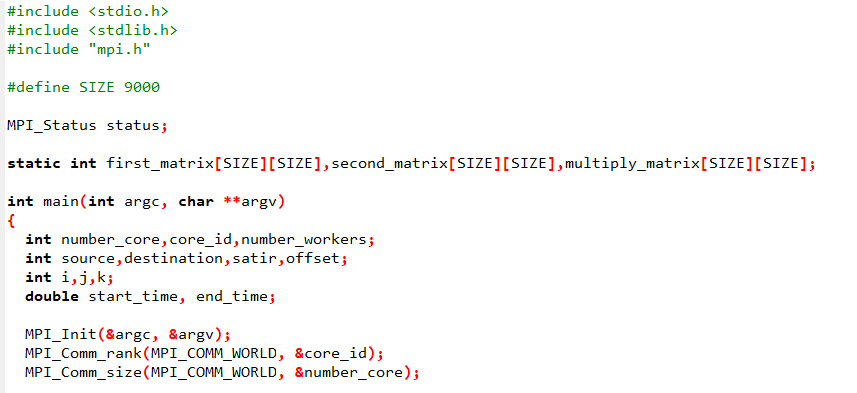 #include <stdio.h>
#include <stdlib.h>
#include "mpi.h"
#define SIZE 9000
MPI_Status status;
static int first_matrix[SIZE][SIZE],second_matrix[SIZE][SIZE],multiply_matrix[SIZE][SIZE];
int main(int argc, char **argv)
{
int number_core,core_id,number_workers;
int source,destination,satir,offset;
int i,j,k;
double start_time, end_time;
MPI_Init(&argc, &argv);
MPI_Comm_rank(MPI_COMM_WORLD, &core_id);
MPI_Comm_size(MPI_COMM_WORLD, &number_core);